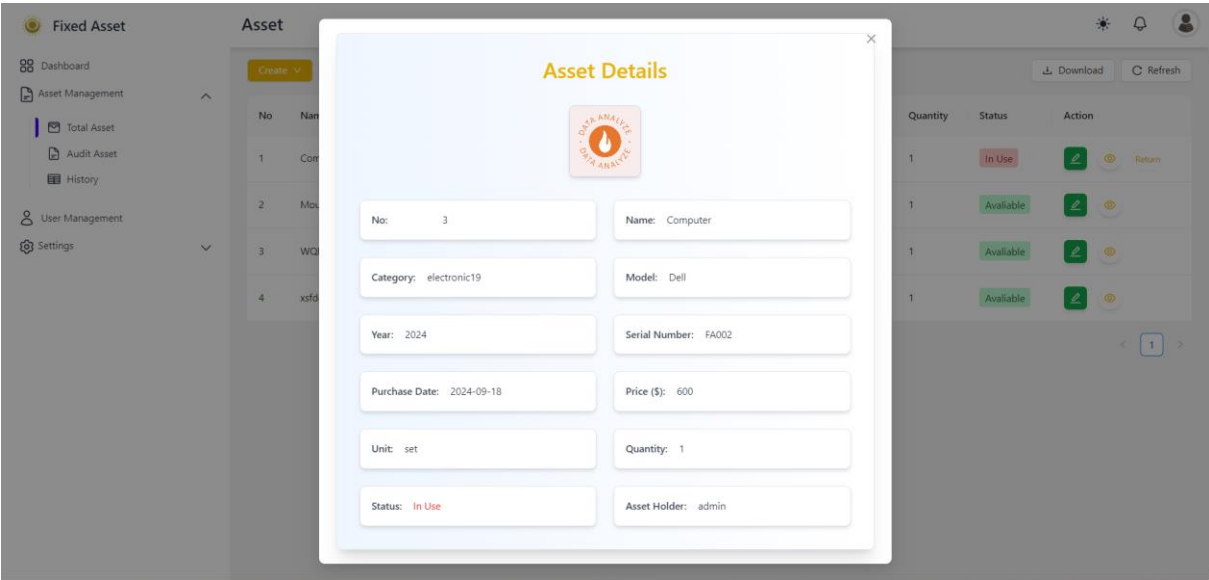 Fixed Asset
Asset
Dashboard
Asset Management
Total Asset
Audit Asset
History
User Management
Settings
Create
Download
Refresh
No
Quantity
Status
Action
1
1
In Use
Return
2
1
Avaliable
3
1
Avaliable
4
1
Avaliable
1
Asset Details
DATA ANALYZE · DATA ANALYZE ·
No: 3
Name: Computer
Category: electronic19
Model: Dell
Year: 2024
Serial Number: FA002
Purchase Date: 2024-09-18
Price ($): 600
Unit: set
Quantity: 1
Status: In Use
Asset Holder: admin